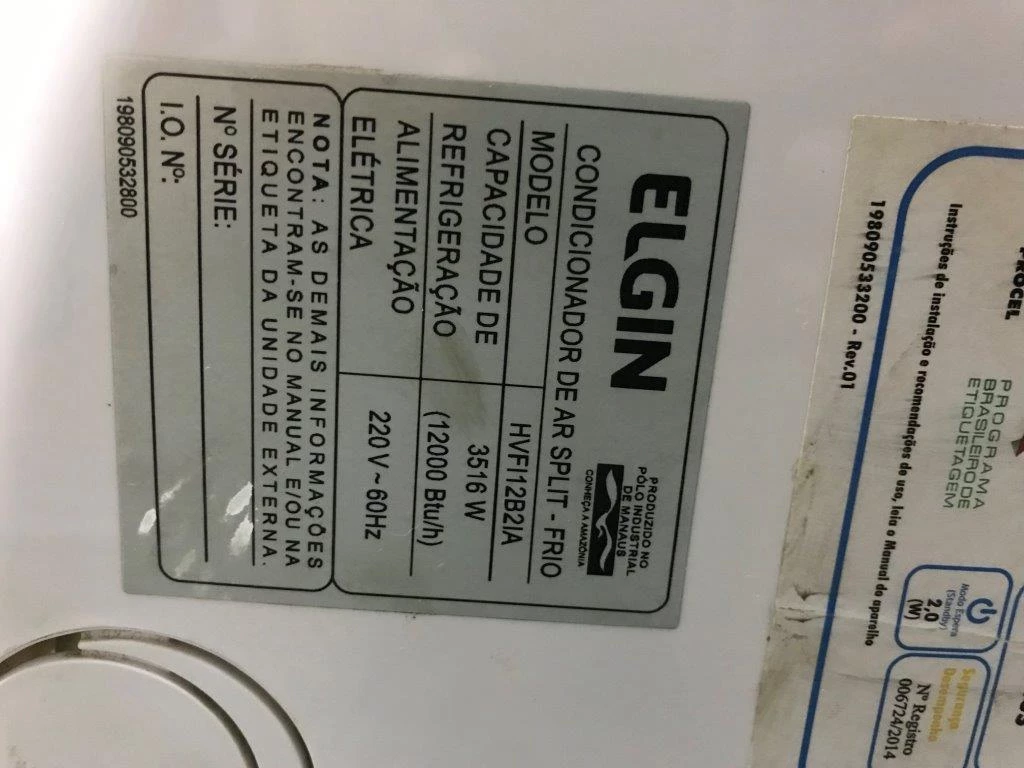 ELGIN
PRODUZIDO NO
PÓLO INDUSTRIAL
DE MANAUS
CONHEÇA A AMAZÔNIA
CONDICIONADOR DE AR SPLIT - FRIO
MODELO HVFI12B2IA
CAPACIDADE DE 3516 W
REFRIGERAÇÃO (12000 Btu/h)
ALIMENTAÇÃO 220 V ~ 60Hz
ELÉTRICA
NOTA: AS DEMAIS INFORMAÇÕES
ENCONTRAM-SE NO MANUAL E/OU NA
ETIQUETA DA UNIDADE EXTERNA.
Nº SÉRIE:
I.O. Nº:
198090532800
PROCEL
PROGRAMA
BRASILEIRO DE
ETIQUETAGEM
Instruções de instalação e recomendações de uso, leia o Manual do aparelho
198090533200 - Rev.01
Modo Espera
(Standby)
2.0
(W)
Segurança
Desempenho
Nº Registro
006724/2014